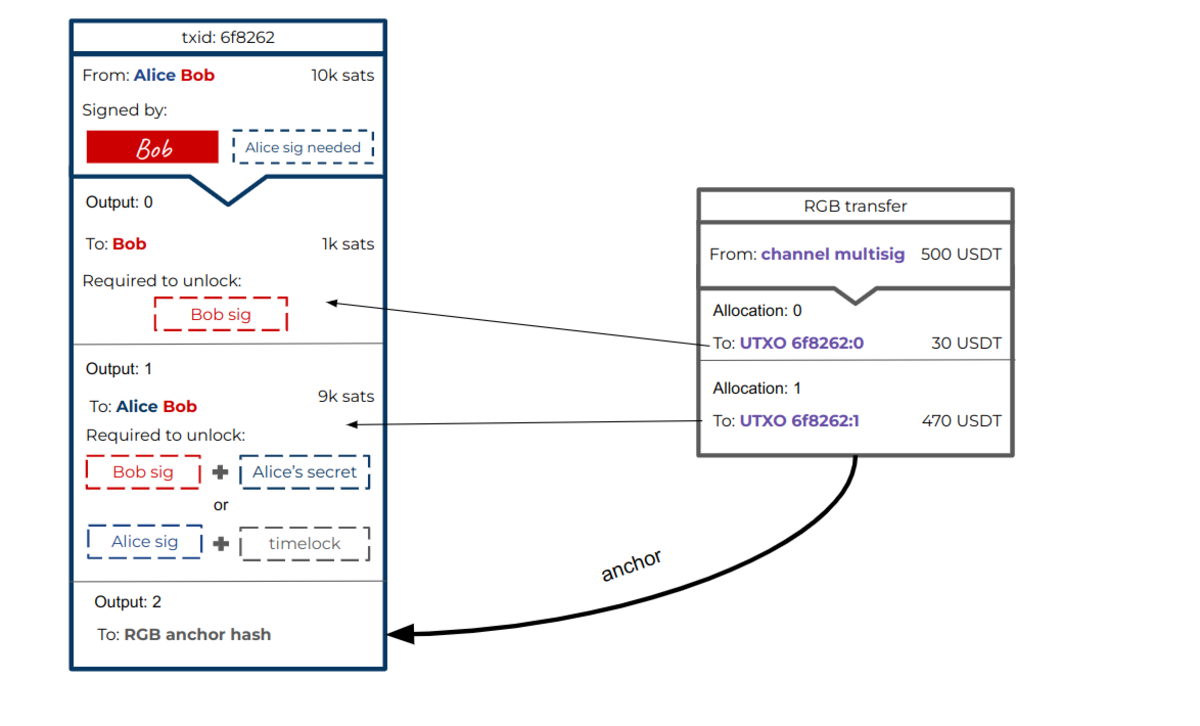 txid: 6f8262
From: Alice Bob 10k sats
Signed by:
Bob Alice sig needed
Output: 0
To: Bob 1k sats
Required to unlock:
Bob sig
Output: 1
To: Alice Bob 9k sats
Required to unlock:
Bob sig + Alice’s secret
or
Alice sig + timelock
Output: 2
To: RGB anchor hash
RGB transfer
From: channel multisig 500 USDT
Allocation: 0
To: UTXO 6f8262:0 30 USDT
Allocation: 1
To: UTXO 6f8262:1 470 USDT
anchor